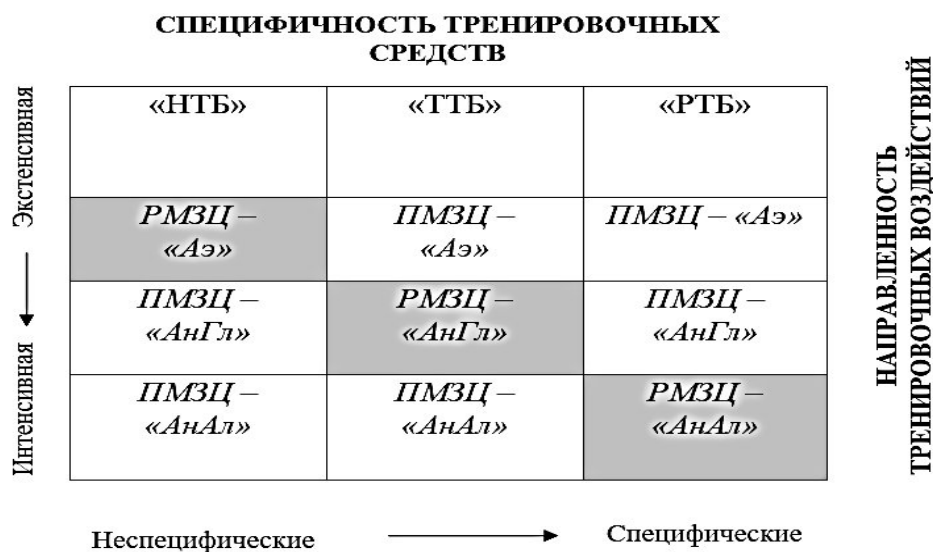 СПЕЦИФИЧНОСТЬ ТРЕНИРОВОЧНЫХ
СРЕДСТВ
Экстенсивная
Интенсивная
«НТБ» «ТТБ» «РТБ»
РМЗЦ – ПМЗЦ – ПМЗЦ – «Аэ»
«Аэ» «Аэ»
ПМЗЦ – РМЗЦ – ПМЗЦ –
«АнГл» «АнГл» «АнГл»
ПМЗЦ – ПМЗЦ – РМЗЦ –
«АнАл» «АнАл» «АнАл»
НАПРАВЛЕННОСТЬ
ТРЕНИРОВОЧНЫХ ВОЗДЕЙСТВИЙ
Неспецифические Специфические